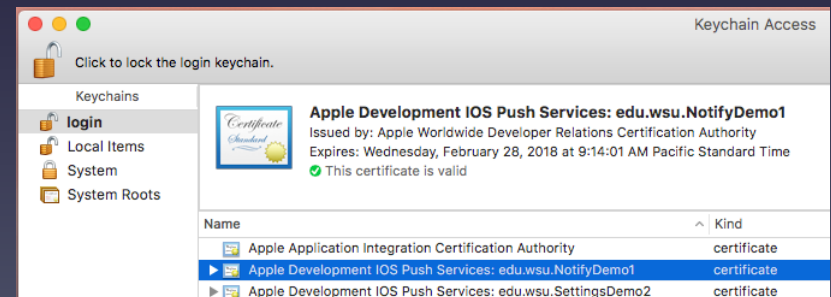 Keychain Access
Click to lock the login keychain.
Keychains
login
Local Items
System
System Roots
Certificate
Standard
Apple Development IOS Push Services: edu.wsu.NotifyDemo1
Issued by: Apple Worldwide Developer Relations Certification Authority
Expires: Wednesday, February 28, 2018 at 9:14:01 AM Pacific Standard Time
This certificate is valid
Name Kind
Apple Application Integration Certification Authority certificate
Apple Development IOS Push Services: edu.wsu.NotifyDemo1 certificate
Apple Development IOS Push Services: edu.wsu.SettingsDemo2 certificate